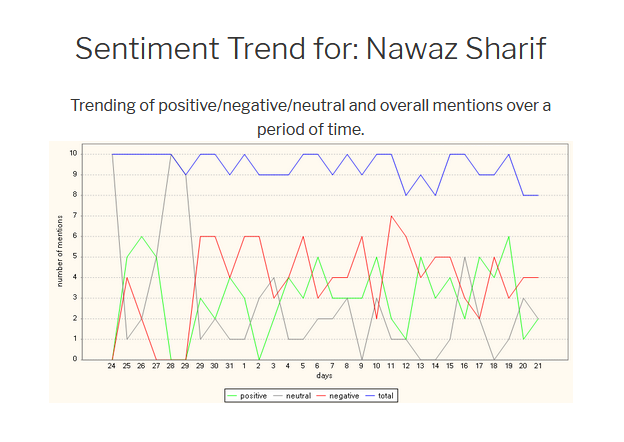 Sentiment Trend for: Nawaz Sharif
Trending of positive/negative/neutral and overall mentions over a
period of time.
number of mentions
10
9
8
7
6
5
4
3
2
1
0
24 25 26 27 28 29 29 30 31 1 2 3 4 5 6 7 8 9 10 11 12 13 14 15 16 17 18 19 20 21
days
positive neutral negative total